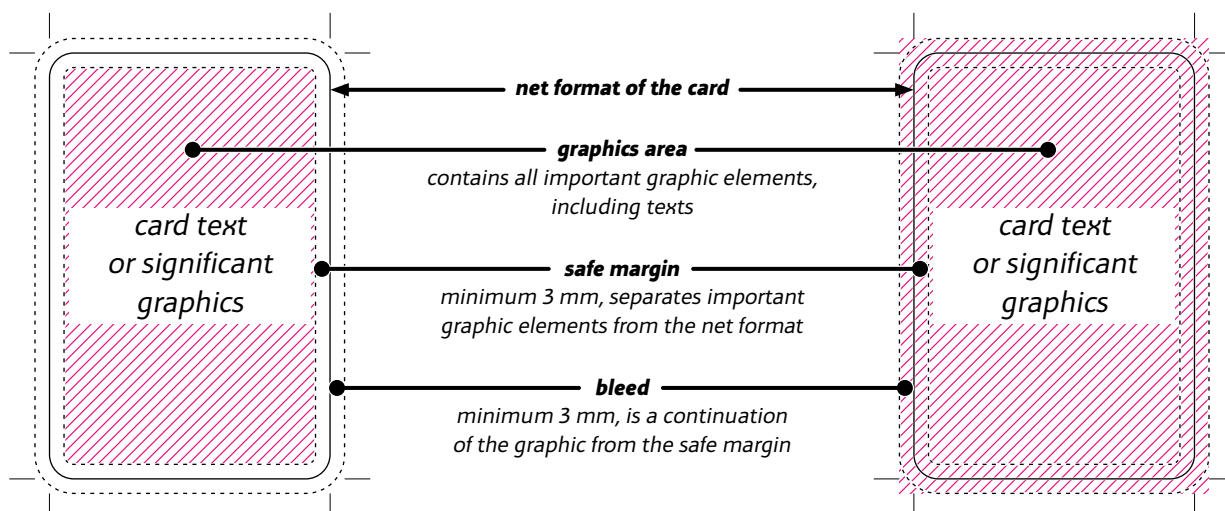 net format of the card
graphics area
contains all important graphic elements,
including texts
card text
or significant
graphics
card text
or significant
graphics
safe margin
minimum 3 mm, separates important
graphic elements from the net format
bleed
minimum 3 mm, is a continuation
of the graphic from the safe margin